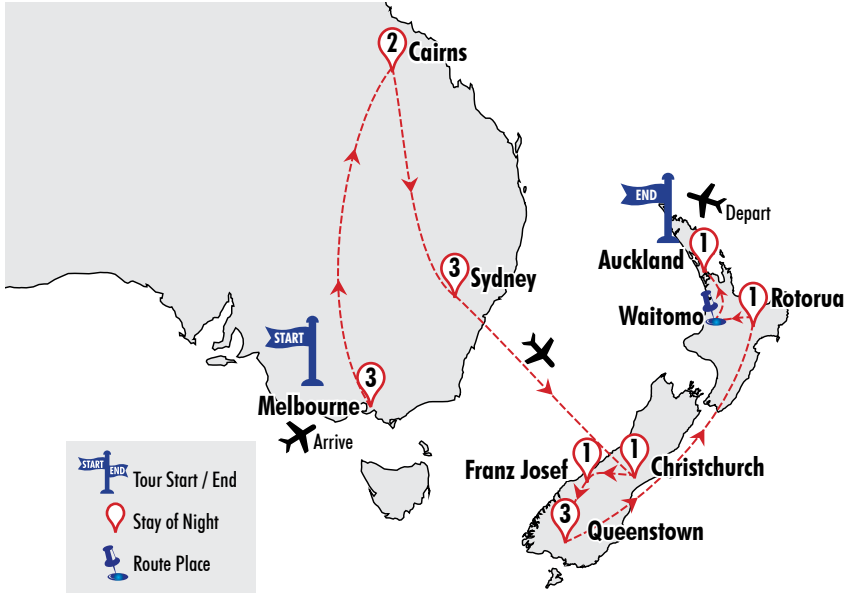 2
Cairns
3
Sydney
START
3
Melbourne
Arrive
END
Depart
1
Auckland
1
Rotorua
Waitomo
1
Franz Josef
1
Christchurch
3
Queenstown
START
END
Tour Start / End
Stay of Night
Route Place